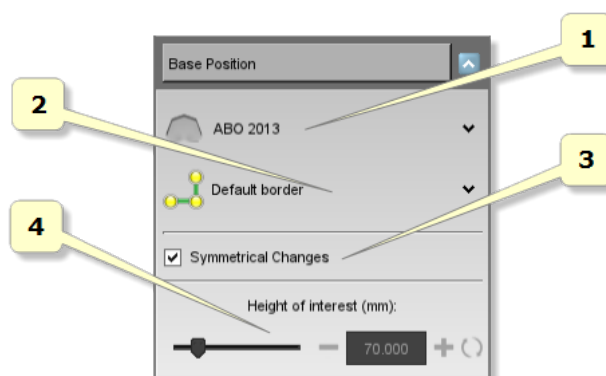 1
Base Position
2
ABO 2013
3
Default border
4
Symmetrical Changes
Height of interest (mm):
70.000